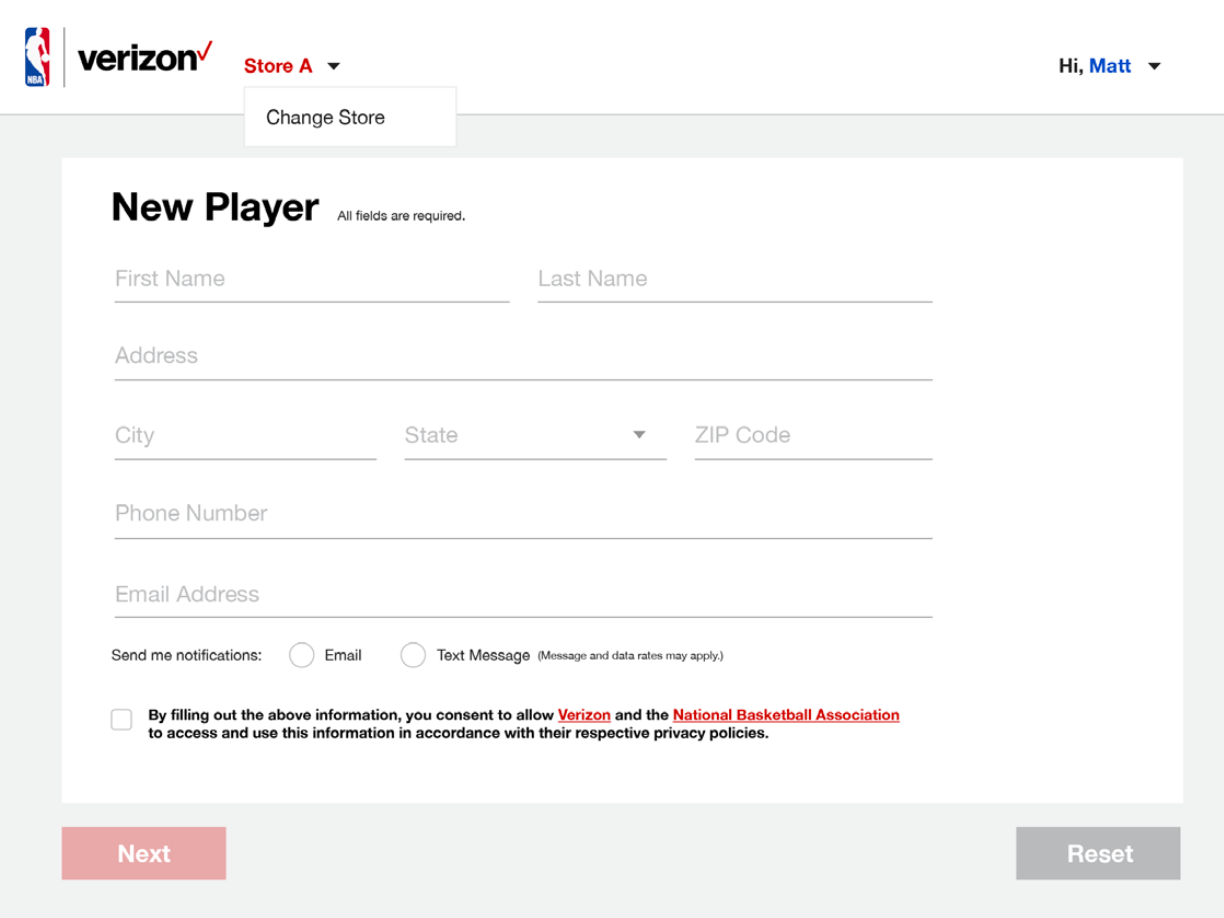 NBA
verizon
Store A
Hi, Matt
Change Store
New Player All fields are required.
First Name Last Name
Address
City State ZIP Code
Phone Number
Email Address
Send me notifications: Email Text Message (Message and data rates may apply.)
By filling out the above information, you consent to allow Verizon and the National Basketball Association
to access and use this information in accordance with their respective privacy policies.
Next Reset